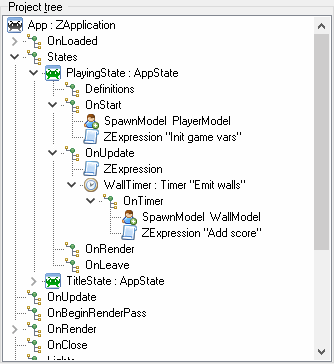 Project tree
App : ZApplication
OnLoaded
States
PlayingState : AppState
Definitions
OnStart
SpawnModel PlayerModel
ZExpression "Init game vars"
OnUpdate
ZExpression
WallTimer : Timer "Emit walls"
OnTimer
SpawnModel WallModel
ZExpression "Add score"
OnRender
OnLeave
TitleState : AppState
OnUpdate
OnBeginRenderPass
OnRender
OnClose
Lights